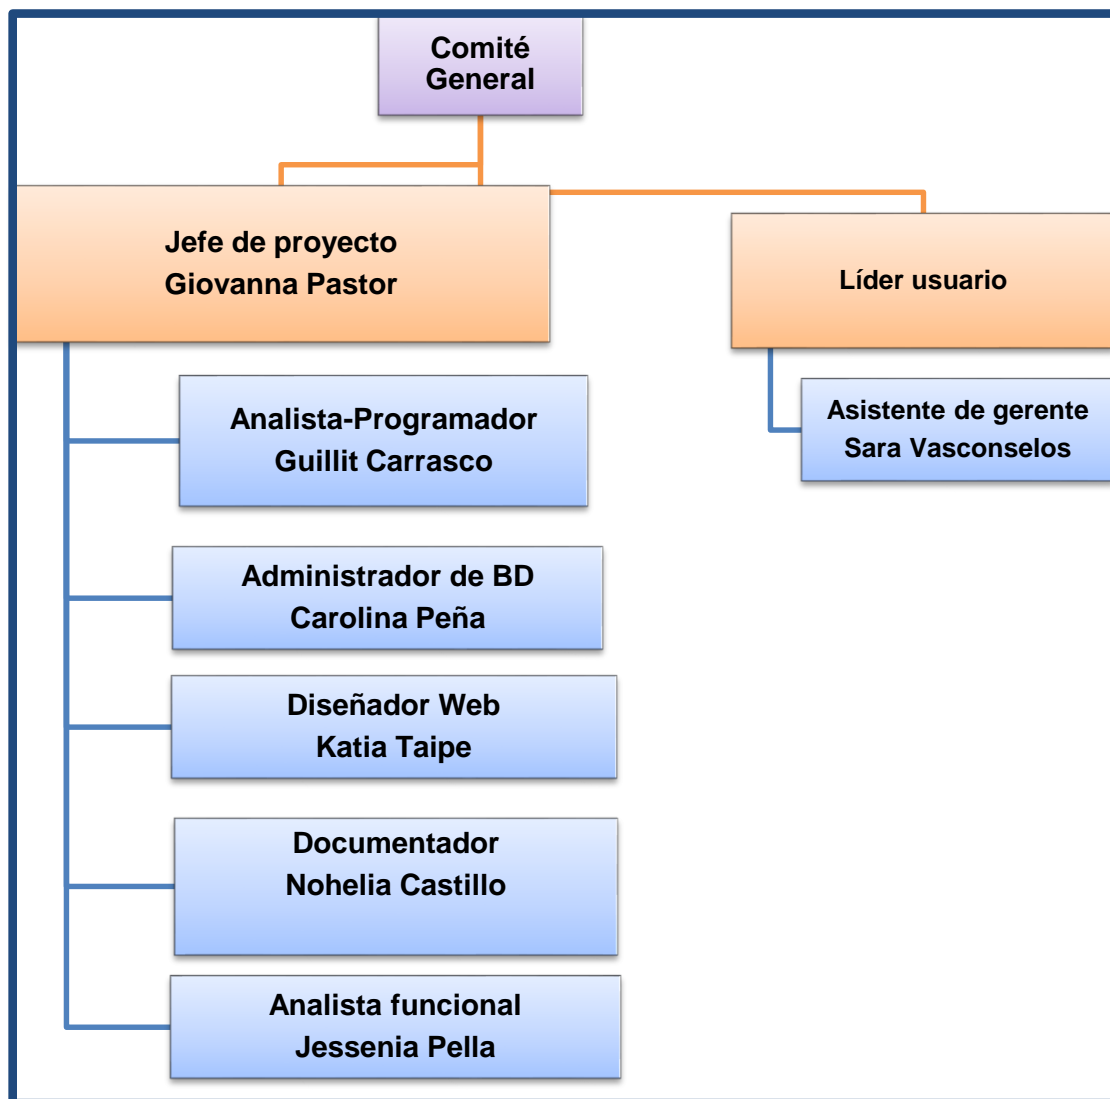 Comité
General
Jefe de proyecto
Giovanna Pastor
Líder usuario
Analista-Programador
Guillit Carrasco
Asistente de gerente
Sara Vasconselos
Administrador de BD
Carolina Peña
Diseñador Web
Katia Taipe
Documentador
Nohelia Castillo
Analista funcional
Jessenia Pella